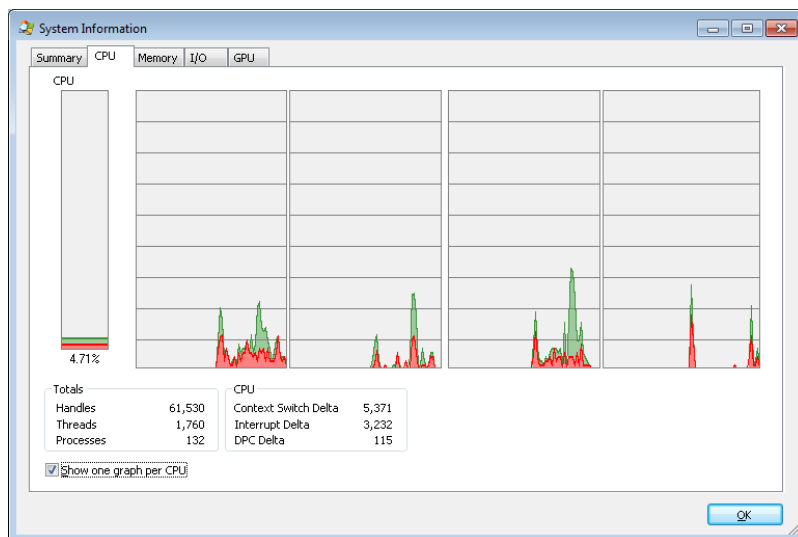 System Information
Summary CPU Memory I/O GPU
CPU
4.71%
Totals
Handles 61,530
Threads 1,760
Processes 132
CPU
Context Switch Delta 5,371
Interrupt Delta 3,232
DPC Delta 115
Show one graph per CPU
OK